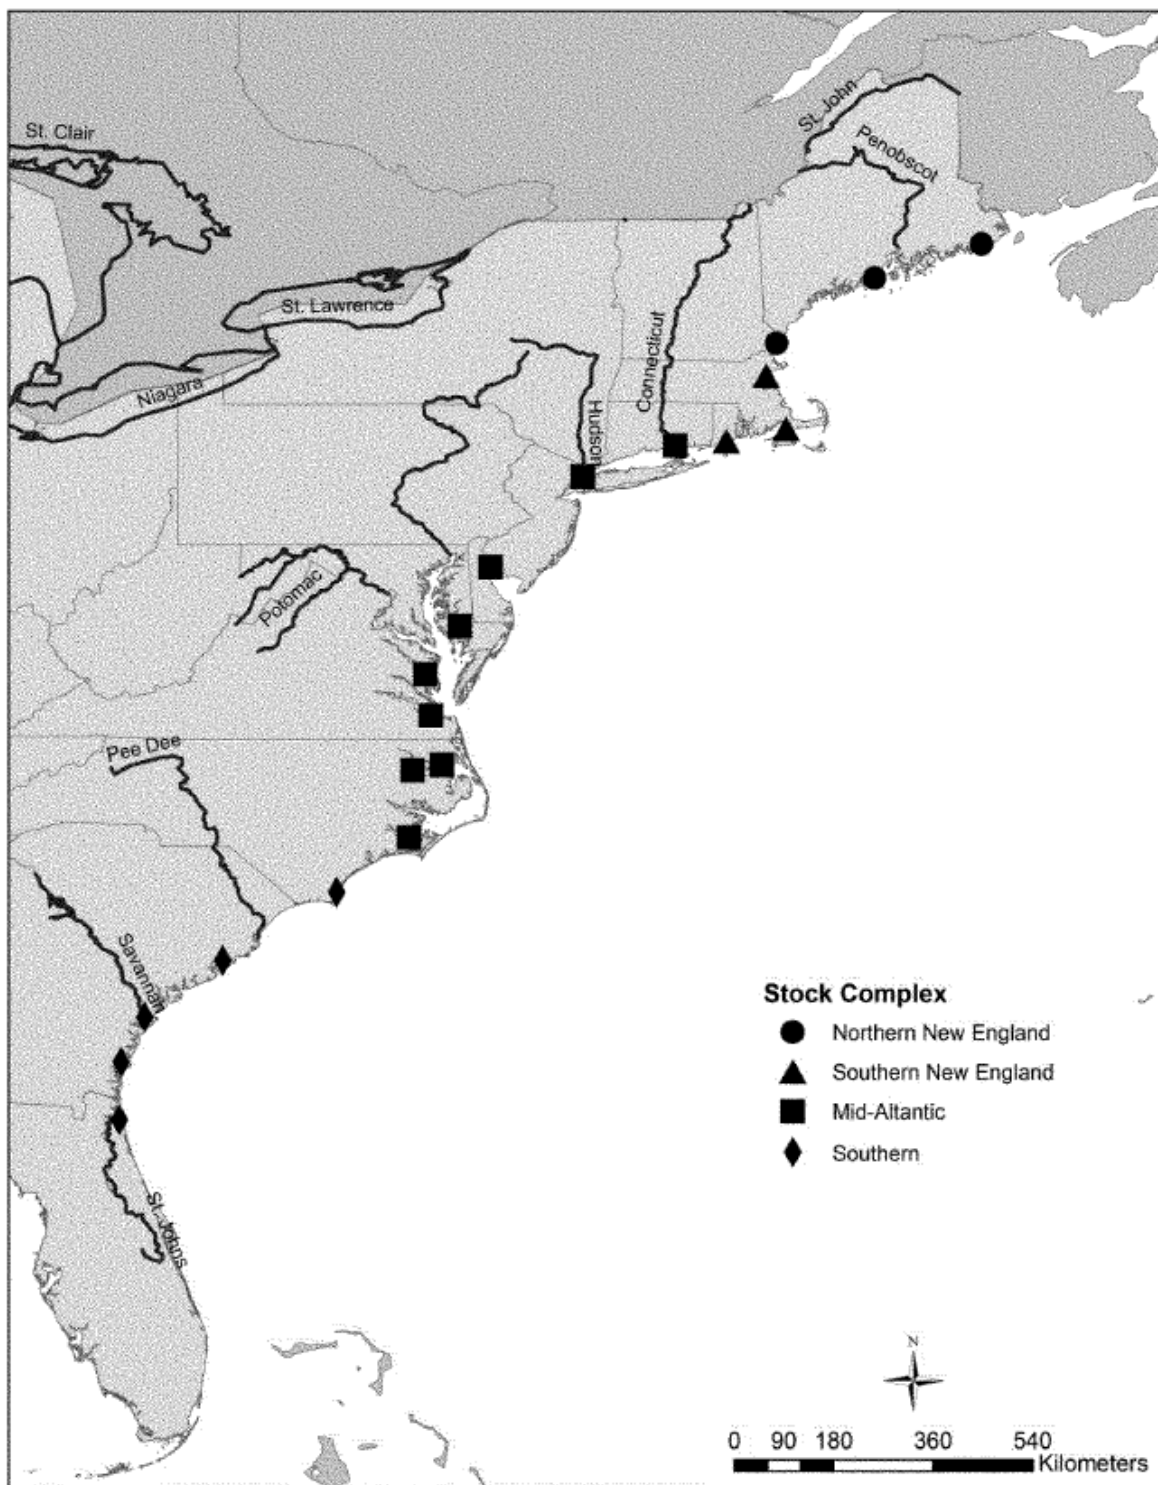 St. John
St. Clair
Penobscot
St. Lawrence
Connecticut
Niagara
Hudson
Potomac
Pee Dee
Savannah
Stock Complex
Northern New England
Southern New England
Mid-Altantic
Southern
St. Johns
N
0 90 180 360 540
Kilometers